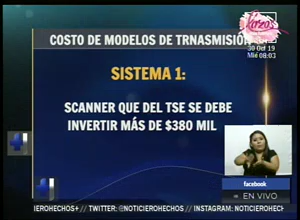 Lazos
COSTO DE MODELOS DE TRNASMISIÓN
30 Oct 19
Mié 08:03
SISTEMA 1:
SCANNER QUE DEL TSE SE DEBE
INVERTIR MÁS DE $380 MIL
facebook
EN VIVO
IEROHECHOS+// TWITTER: @NOTICIEROHECHOS // INSTAGRAM: NOTICIEROHECHOS+